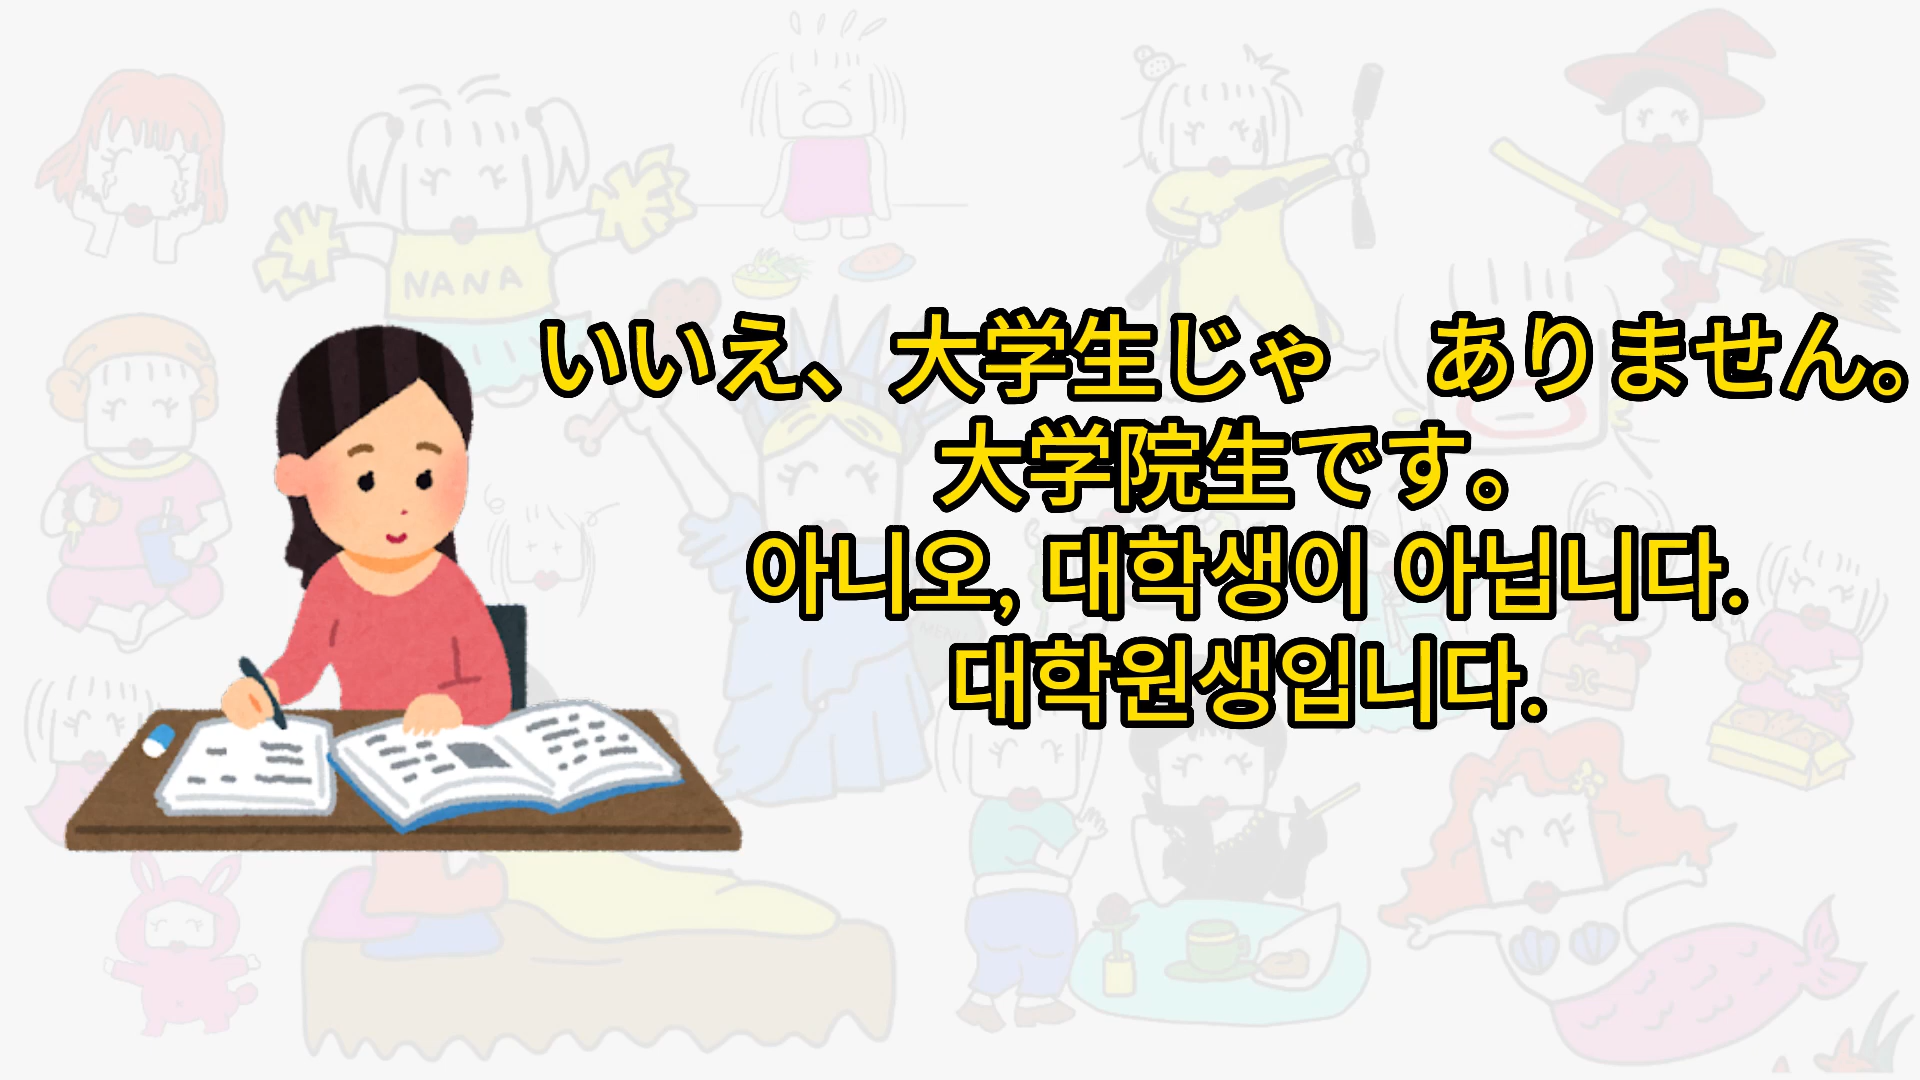 NANA
いいえ、大学生じゃ　ありません。
大学院生です。
아니오, 대학생이 아닙니다.
대학원생입니다.